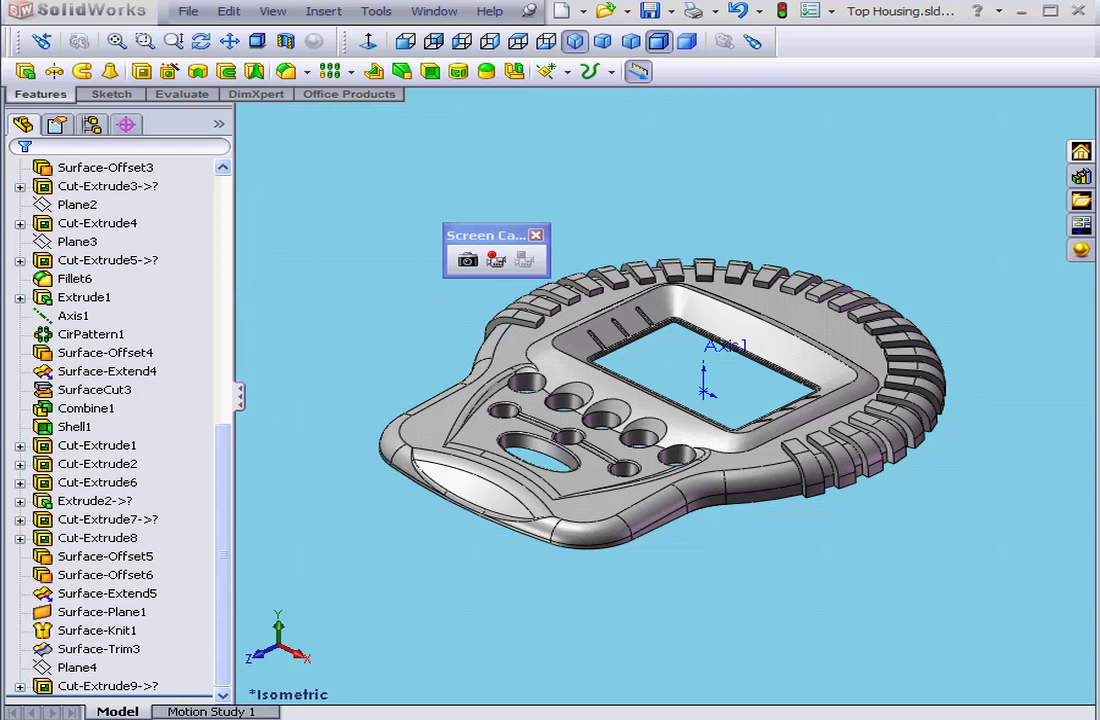 SW SolidWorks File Edit View Insert Tools Window Help Top Housing.sld... ?
Features Sketch Evaluate DimXpert Office Products
Surface-Offset3
Cut-Extrude3->?
Plane2
Cut-Extrude4
Plane3
Cut-Extrude5->?
Fillet6
Extrude1
Axis1
CirPattern1
Surface-Offset4
Surface-Extend4
SurfaceCut3
Combine1
Shell1
Cut-Extrude1
Cut-Extrude2
Cut-Extrude6
Extrude2->?
Cut-Extrude7->?
Cut-Extrude8
Surface-Offset5
Surface-Offset6
Surface-Extend5
Surface-Plane1
Surface-Knit1
Surface-Trim3
Plane4
Cut-Extrude9->?
Screen Ca...
Axis1
Y
Z X
*Isometric
Model Motion Study 1